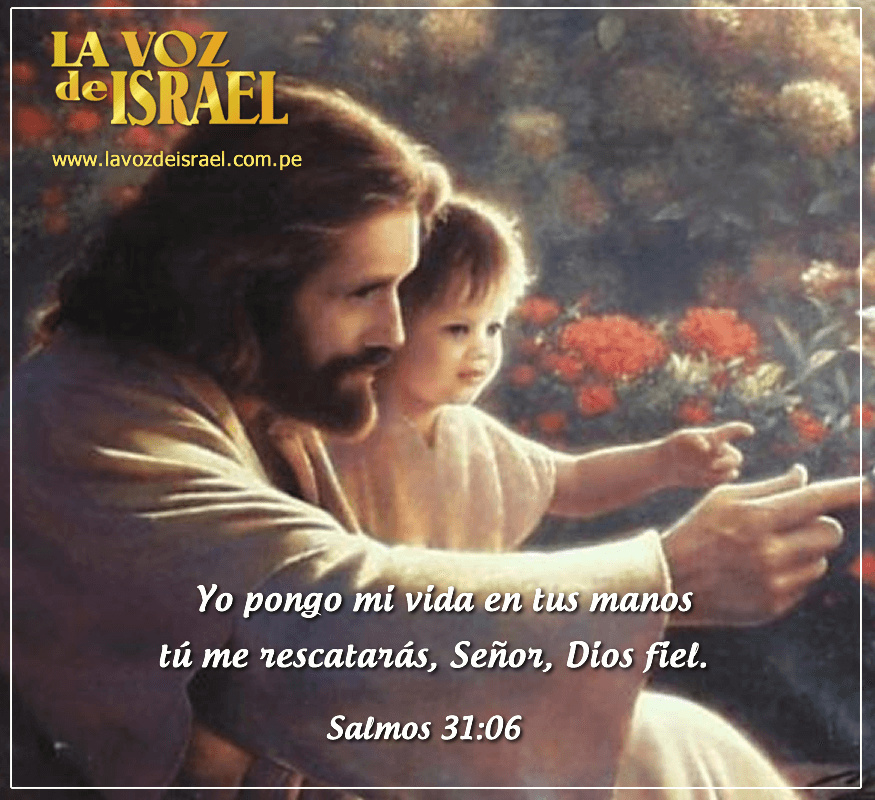 LA VOZ
de ISRAEL
www.lavozdeisrael.com.pe
Yo pongo mi vida en tus manos
tú me rescatarás, Señor, Dios fiel.
Salmos 31:06